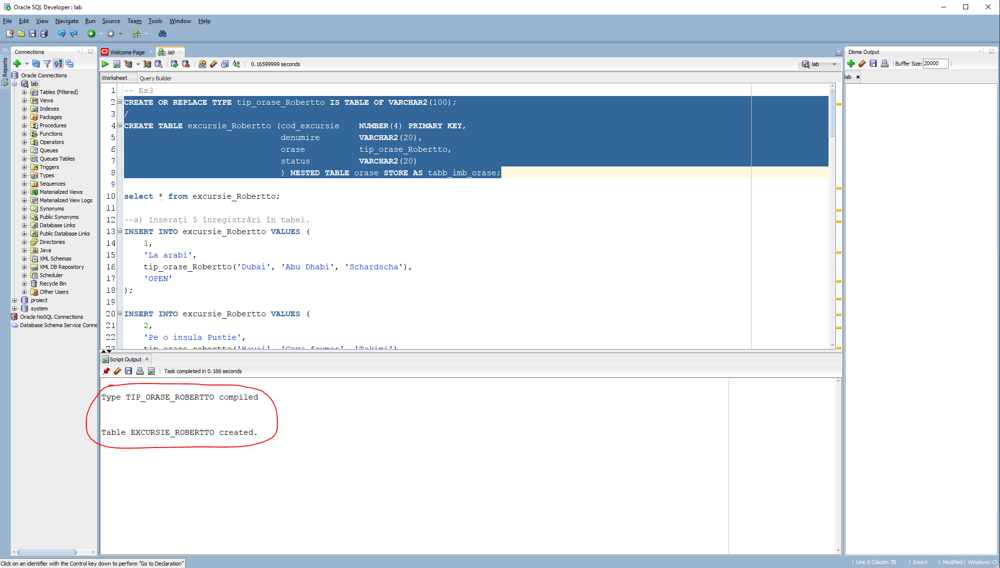 Oracle SQL Developer : lab
File Edit View Navigate Run Source Team Tools Window Help
Reports
Connections
Oracle Connections
lab
Tables (Filtered)
Views
Indexes
Packages
Procedures
Functions
Operators
Queues
Queues Tables
Triggers
Types
Sequences
Materialized Views
Materialized View Logs
Synonyms
Public Synonyms
Database Links
Public Database Links
Directories
Java
XML Schemas
XML DB Repository
Scheduler
Recycle Bin
Other Users
proiect
system
Oracle NoSQL Connections
Database Schema Service Conne
Welcome Page lab
0.16599999 seconds
lab
Worksheet Query Builder
1 -- Ex3
2 CREATE OR REPLACE TYPE tip_orase_Robertto IS TABLE OF VARCHAR2(100);
3 /
4 CREATE TABLE excursie_Robertto (cod_excursie NUMBER(4) PRIMARY KEY,
5 denumire VARCHAR2(20),
6 orase tip_orase_Robertto,
7 status VARCHAR2(20)
8 ) NESTED TABLE orase STORE AS tabb_imb_orase;
9
10 select * from excursie_Robertto;
11
12 --a) Inserați 5 înregistrări în tabel.
13 INSERT INTO excursie_Robertto VALUES (
14 1,
15 'La arabi',
16 tip_orase_Robertto('Dubai', 'Abu Dhabi', 'Schardscha'),
17 'OPEN'
18 );
19
20 INSERT INTO excursie_Robertto VALUES (
21 2,
22 'Pe o insula Pustie',
23 tip_orase_robertto('Hawai', 'Ceva frumos', 'Takimi')
Script Output
Task completed in 0.166 seconds
Type TIP_ORASE_ROBERTTO compiled
Table EXCURSIE_ROBERTTO created.
Dbms Output
Buffer Size: 20000
lab
Click on an identifier with the Control key down to perform "Go to Declaration"
Line 8 Column 78 Insert Modified Windows: CF